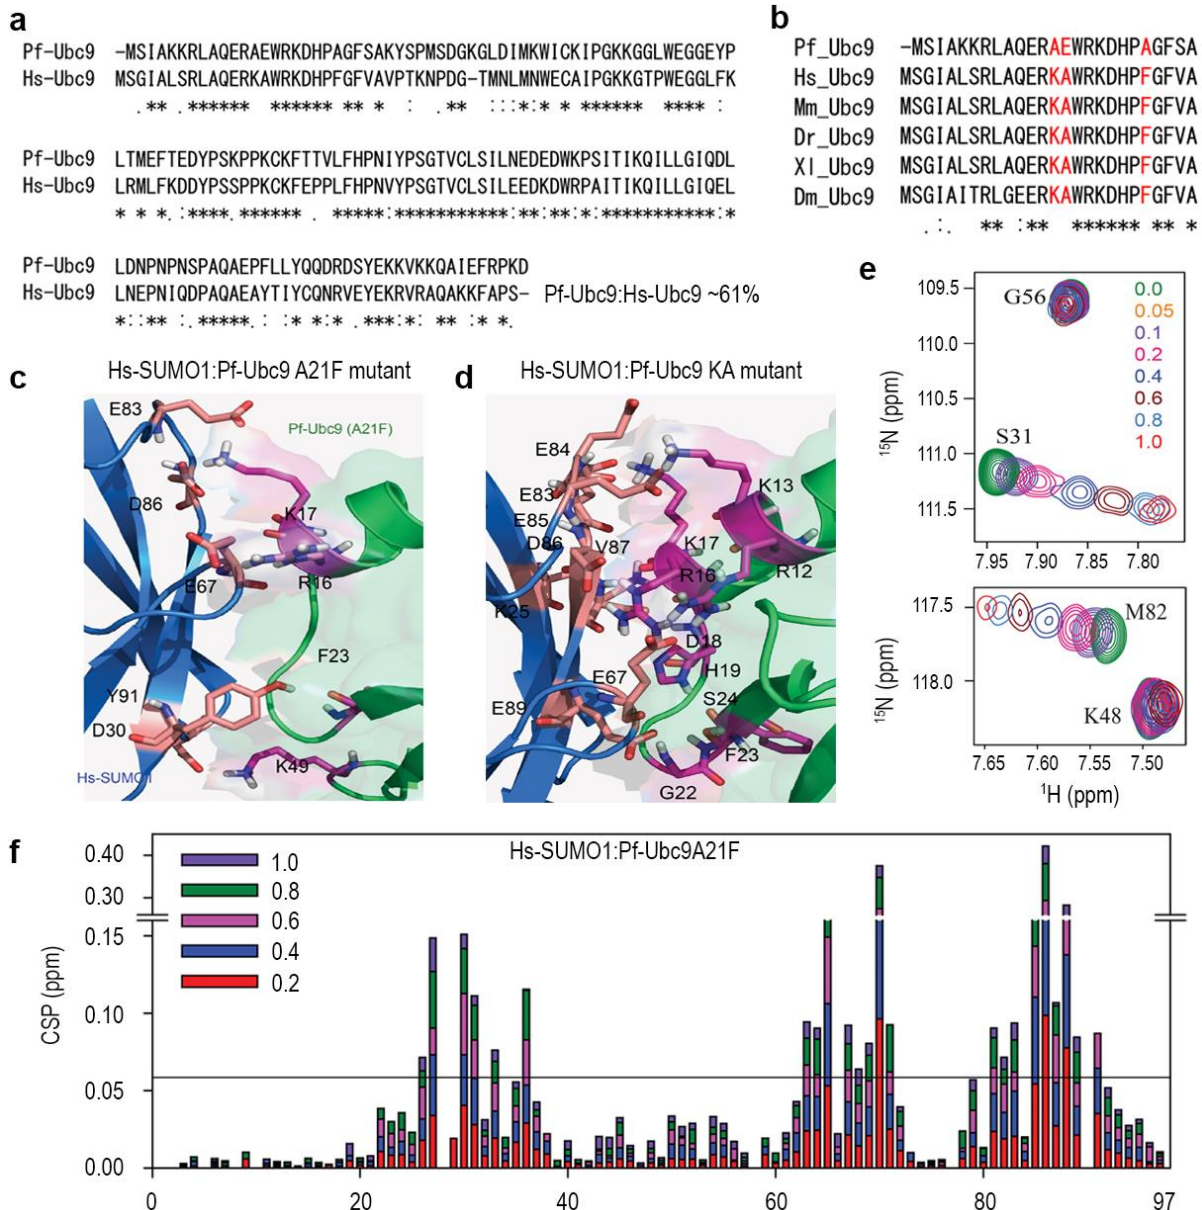 a
Pf-Ubc9 –MSIAKKRLAQERAEWRKDHPAGFSAKYSPMSDGKGLDIMKWICKIPGKKGGLWEGGEYP
Hs-Ubc9 MSGIALSRLAQERKAWRKDHPFGFVAVPTKNPDG-TMNLMNWECAIPGKKGTPWEGGLFK
.** .****** ****** ** * : .** :::*:* * ****** **** :
Pf-Ubc9 LTMEFTEDYPSKPPKCKFTTVLFHPNIYPSGTVCLSILNEDEDWKPSITIKQILLGIQDL
Hs-Ubc9 LRMLFKDDYPSSPPKCKFEPPLFHPNVYPSGTVCLSILEEDKDWRPAITIKQILLGIQEL
* * *.:****.****** . *****:***********:**:**:*:***********:*
Pf-Ubc9 LDNPNPNSPAQAEPFLLYQQDRDSYEKKVKKQAIEFRPKD
Hs-Ubc9 LNEPNIQDPAQAEAYTIYCQNRVEYEKRVRAQAKKFAPS– Pf-Ubc9:Hs-Ubc9 ~61%
*::** :.*****.: :* *:* .***:*: ** :* *.
b
Pf_Ubc9 –MSIAKKRLAQERAEWRKDHPAGFSA
Hs_Ubc9 MSGIALSRLAQERKAWRKDHPFGFVA
Mm_Ubc9 MSGIALSRLAQERKAWRKDHPFGFVA
Dr_Ubc9 MSGIALSRLAQERKAWRKDHPFGFVA
Xl_Ubc9 MSGIALSRLAQERKAWRKDHPFGFVA
Dm_Ubc9 MSGIAITRLGEERKAWRKDHPFGFVA
.:. ** :** ****** ** *
c
Hs-SUMO1:Pf-Ubc9 A21F mutant
E83
Pf-Ubc9 (A21F)
D86
K17
E67
R16
F23
Y91
D30
K49
Hs-SUMO1
d
Hs-SUMO1:Pf-Ubc9 KA mutant
E84
K13
E83
E85
D86
V87
K17
R16
R12
K25
D18
H19
E67
S24
E89
F23
G22
e
109.5
G56
0.0
0.05
0.1
0.2
0.4
0.6
0.8
1.0
110.0
110.5
111.0
S31
111.5
15N (ppm)
7.95 7.90 7.85 7.80
117.5
M82
118.0
K48
15N (ppm)
7.65 7.60 7.55 7.50
1H (ppm)
f
Hs-SUMO1:Pf-Ubc9A21F
0.40
0.30
0.15
0.10
0.05
0.00
CSP (ppm)
1.0
0.8
0.6
0.4
0.2
0 20 40 60 80 97